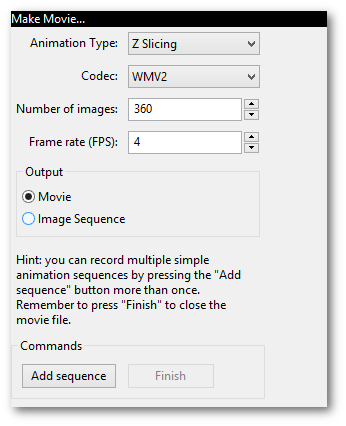 Make Movie...
Animation Type: Z Slicing
Codec: WMV2
Number of images: 360
Frame rate (FPS): 4
Output
Movie
Image Sequence
Hint: you can record multiple simple
animation sequences by pressing the "Add
sequence" button more than once.
Remember to press "Finish" to close the
movie file.
Commands
Add sequence Finish